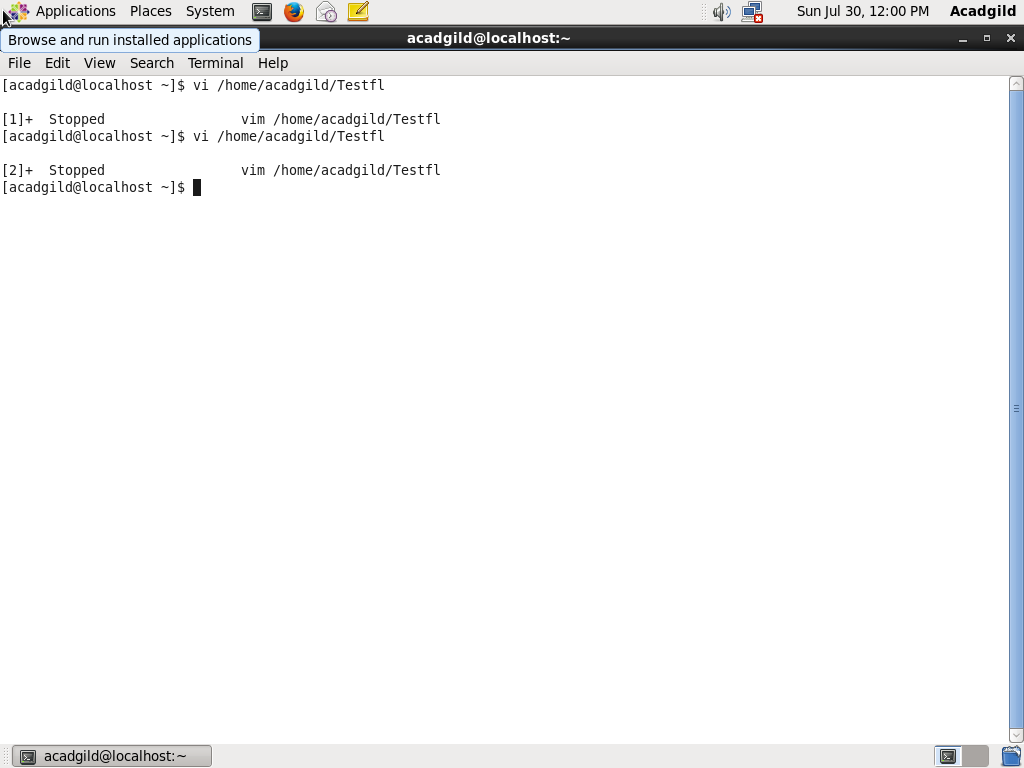 Applications Places System Sun Jul 30, 12:00 PM Acadgild
Browse and run installed applications
acadgild@localhost:~
File Edit View Search Terminal Help
[acadgild@localhost ~]$ vi /home/acadgild/Testfl
[1]+  Stopped                 vim /home/acadgild/Testfl
[acadgild@localhost ~]$ vi /home/acadgild/Testfl
[2]+  Stopped                 vim /home/acadgild/Testfl
[acadgild@localhost ~]$
acadgild@localhost:~